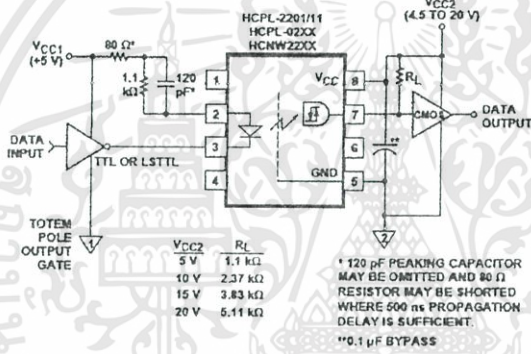 HCPL-2201/11
HCPL-02XX
HCNW22XX
VCC2
(4.5 TO 20 V)
VCC1
(+5 V)
80 Ω*
1.1
kΩ
120
pF*
1
2
3
4
VCC
8
7
6
GND
5
RL
CMOS
DATA
OUTPUT
**
DATA
INPUT
TTL OR LSTTL
TOTEM
POLE
OUTPUT
GATE
1
2
VCC2 RL
5 V 1.1 kΩ
10 V 2.37 kΩ
15 V 3.83 kΩ
20 V 5.11 kΩ
* 120 pF PEAKING CAPACITOR
MAY BE OMITTED AND 80 Ω
RESISTOR MAY BE SHORTED
WHERE 500 ns PROPAGATION
DELAY IS SUFFICIENT.
**0.1 µF BYPASS